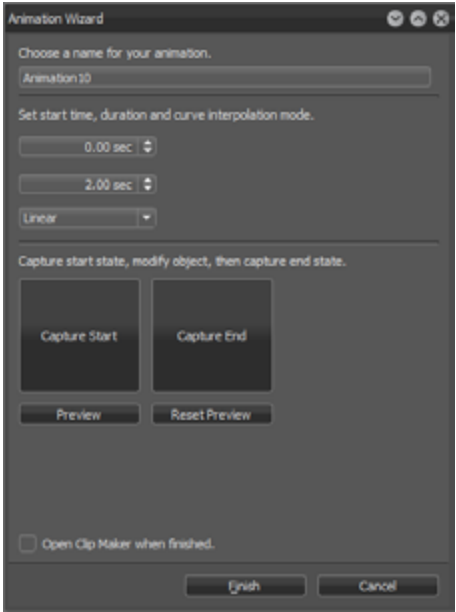 Animation Wizard
Choose a name for your animation.
Animation10
Set start time, duration and curve interpolation mode.
0.00 sec
2.00 sec
Linear
Capture start state, modify object, then capture end state.
Capture Start Capture End
Preview Reset Preview
Open Clip Maker when finished.
Finish Cancel